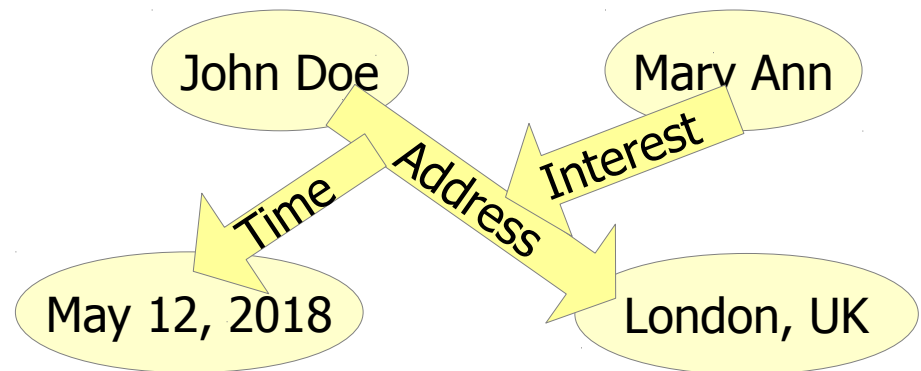 John Doe
Mary Ann
Address
Interest
Time
May 12, 2018
London, UK